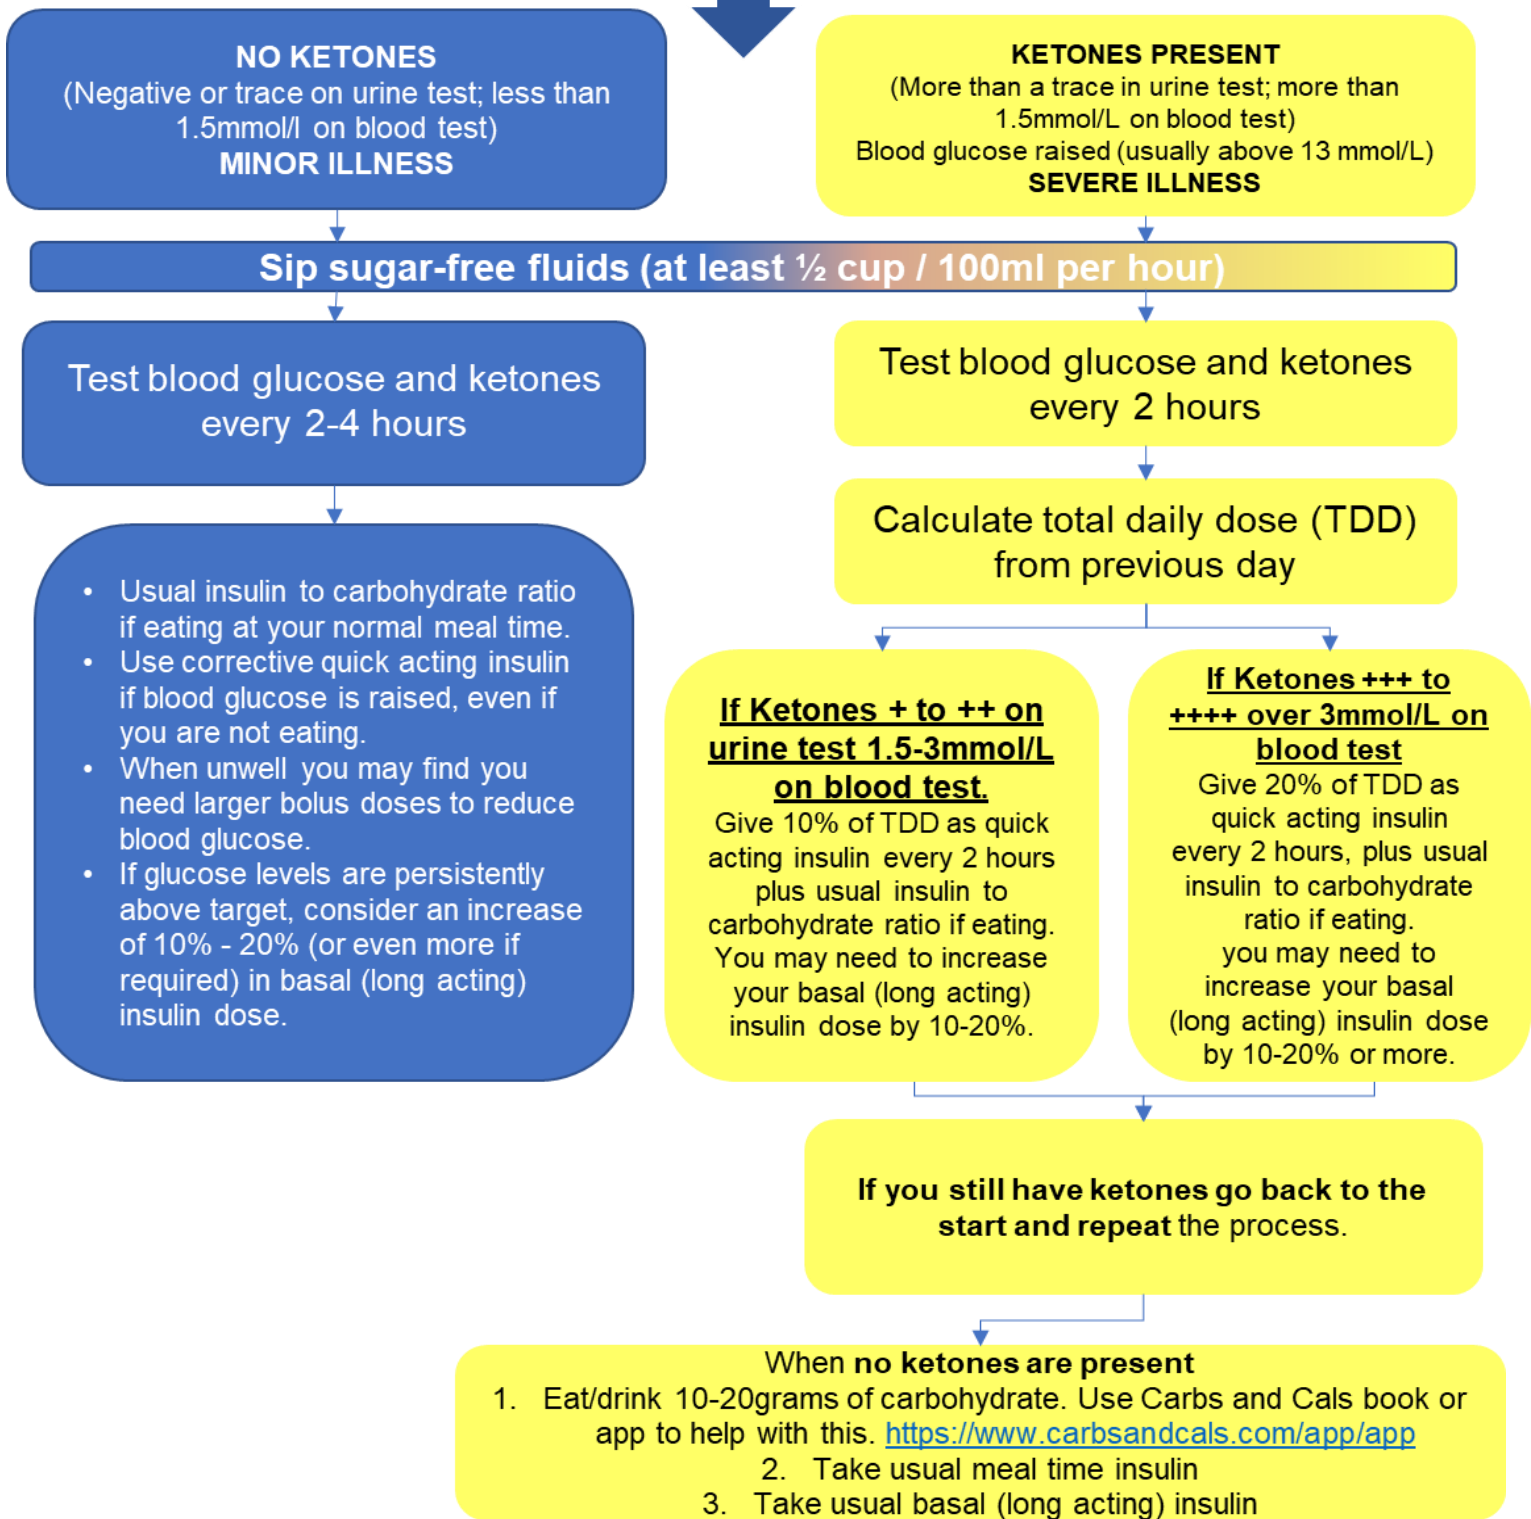 NO KETONES
(Negative or trace on urine test; less than
1.5mmol/l on blood test)
MINOR ILLNESS
KETONES PRESENT
(More than a trace in urine test; more than
1.5mmol/L on blood test)
Blood glucose raised (usually above 13 mmol/L)
SEVERE ILLNESS
Sip sugar-free fluids (at least ½ cup / 100ml per hour)
Test blood glucose and ketones
every 2-4 hours
• Usual insulin to carbohydrate ratio
if eating at your normal meal time.
• Use corrective quick acting insulin
if blood glucose is raised, even if
you are not eating.
• When unwell you may find you
need larger bolus doses to reduce
blood glucose.
• If glucose levels are persistently
above target, consider an increase
of 10% - 20% (or even more if
required) in basal (long acting)
insulin dose.
Test blood glucose and ketones
every 2 hours
Calculate total daily dose (TDD)
from previous day
If Ketones + to ++ on
urine test 1.5-3mmol/L
on blood test.
Give 10% of TDD as quick
acting insulin every 2 hours
plus usual insulin to
carbohydrate ratio if eating.
You may need to increase
your basal (long acting)
insulin dose by 10-20%.
If Ketones +++ to
++++ over 3mmol/L on
blood test
Give 20% of TDD as
quick acting insulin
every 2 hours, plus usual
insulin to carbohydrate
ratio if eating.
you may need to
increase your basal
(long acting) insulin dose
by 10-20% or more.
If you still have ketones go back to the
start and repeat the process.
When no ketones are present
1. Eat/drink 10-20grams of carbohydrate. Use Carbs and Cals book or
app to help with this. https://www.carbsandcals.com/app/app
2. Take usual meal time insulin
3. Take usual basal (long acting) insulin